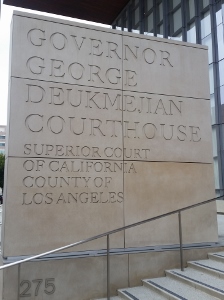 GOVERNOR
GEORGE
DEUKMEJIAN
COURTHOUSE
SUPERIOR COURT
OF CALIFORNIA
COUNTY OF
LOS ANGELES
275